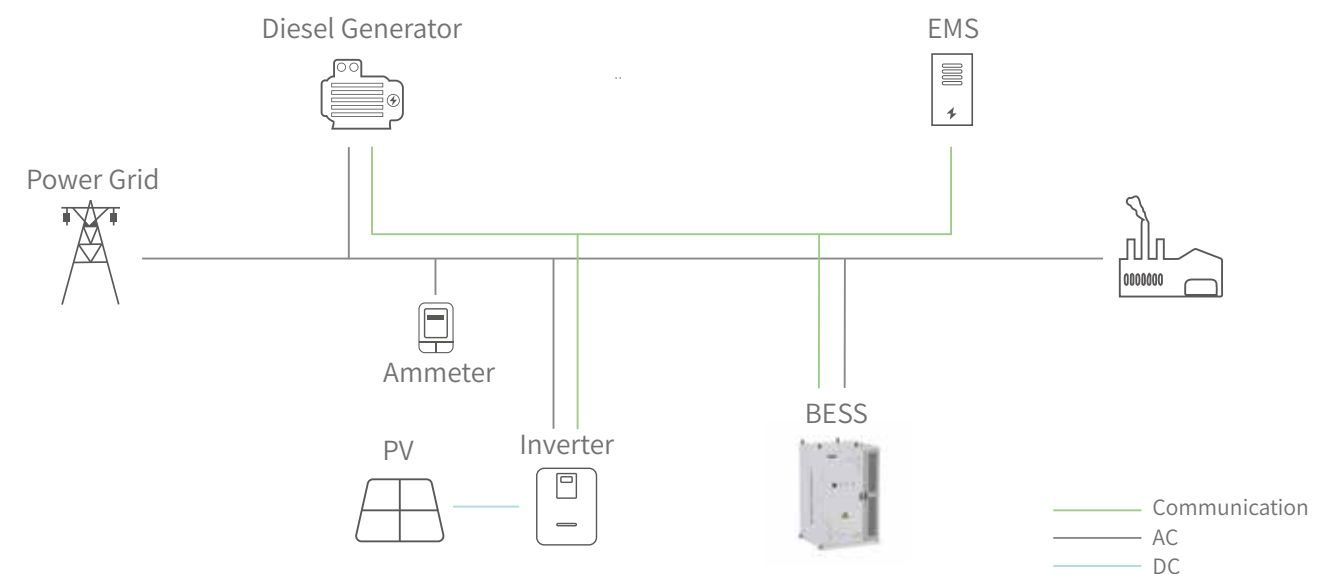 Diesel Generator
EMS
Power Grid
Ammeter
BESS
PV
Inverter
Communication
AC
DC